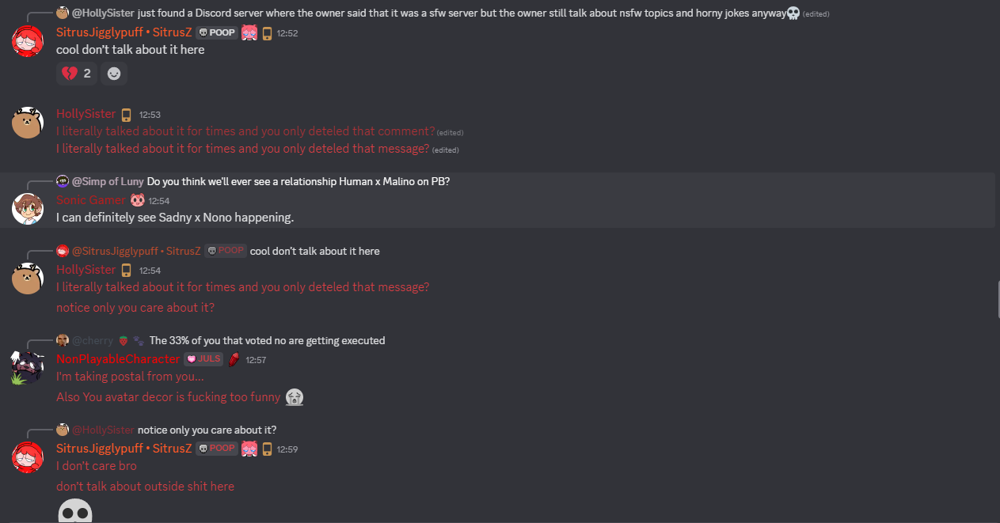 @HollySister just found a Discord server where the owner said that it was a sfw server but the owner still talk about nsfw topics and horny jokes anyway💀 (edited)
SitrusJigglypuff • SitrusZ POOP 12:52
cool don't talk about it here
2
HollySister 12:53
I literally talked about it for times and you only deteled that comment? (edited)
I literally talked about it for times and you only deteled that message? (edited)
@Simp of Luny Do you think we'll ever see a relationship Human x Malino on PB?
Sonic Gamer 12:54
I can definitely see Sadny x Nono happening.
@SitrusJigglypuff • SitrusZ POOP cool don't talk about it here
HollySister 12:54
I literally talked about it for times and you only deteled that message?
notice only you care about it?
@cherry 🍓 🐾 The 33% of you that voted no are getting executed
NonPlayableCharacter JULS 12:57
I'm taking postal from you...
Also You avatar decor is fucking too funny 😭
@HollySister notice only you care about it?
SitrusJigglypuff • SitrusZ POOP 12:59
I don't care bro
don't talk about outside shit here